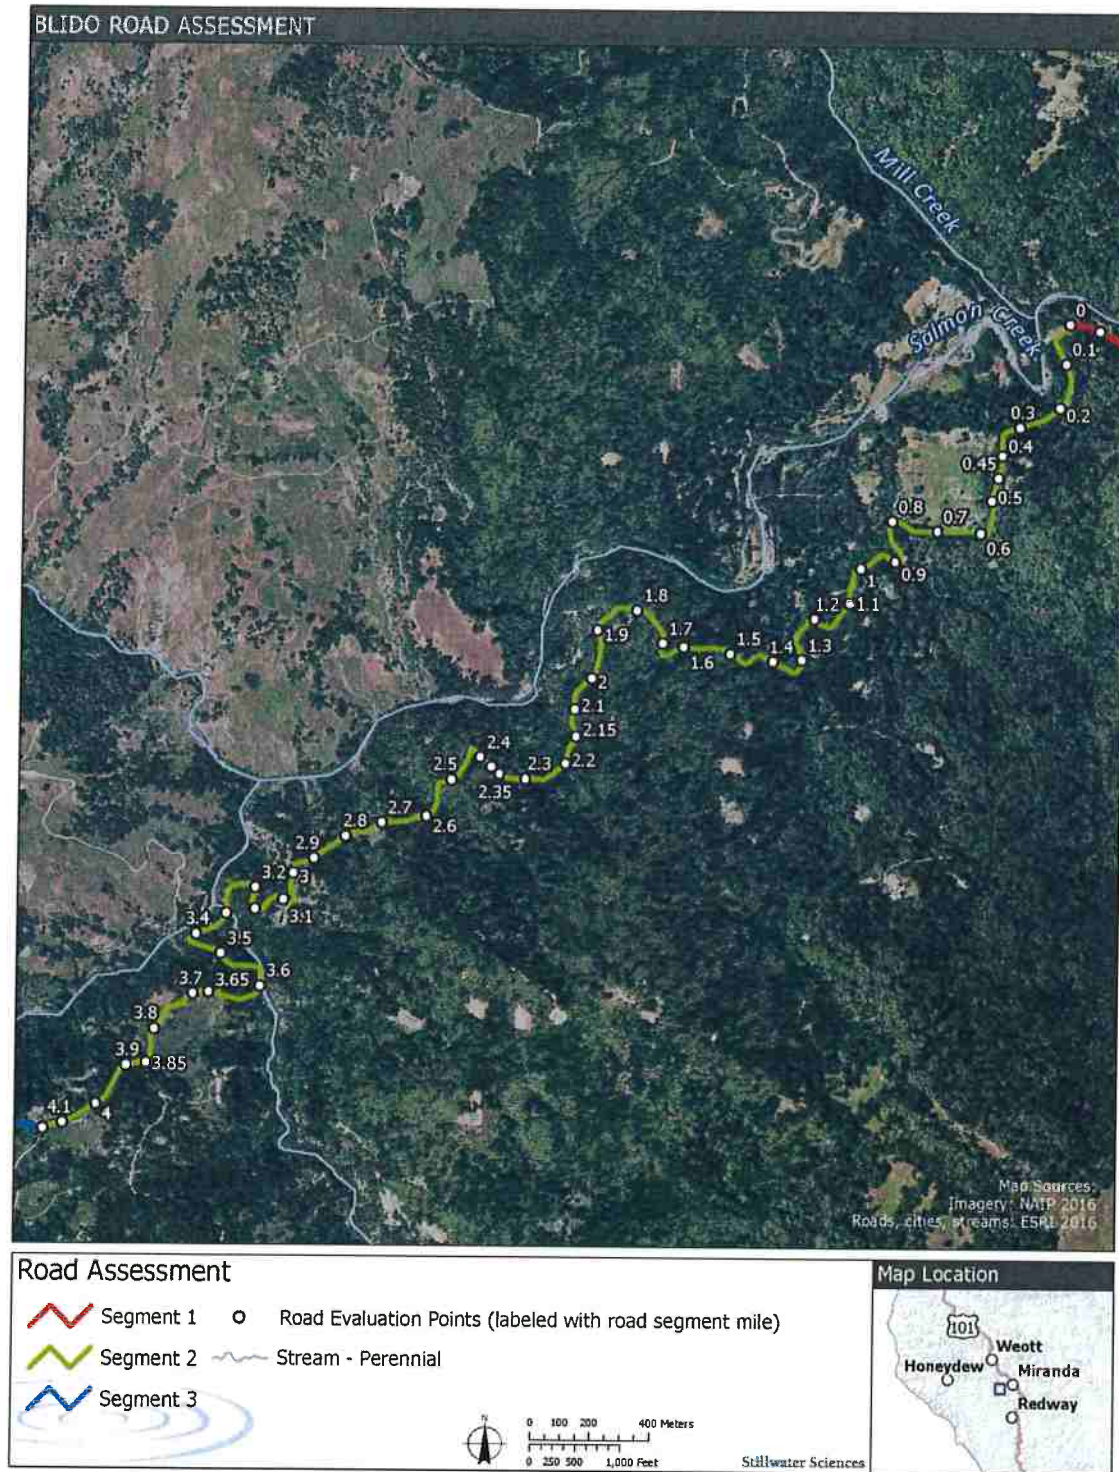 BLIDO ROAD ASSESSMENT
Mill Creek
Salmon Creek
0
0.1
0.2
0.3
0.4
0.45
0.5
0.6
0.7
0.8
0.9
1
1.1
1.2
1.3
1.4
1.5
1.6
1.7
1.8
1.9
2
2.1
2.15
2.2
2.3
2.35
2.4
2.5
2.6
2.7
2.8
2.9
3
3.1
3.2
3.4
3.5
3.6
3.65
3.7
3.8
3.85
3.9
4
4.1
Map Sources:
Imagery: NAIP 2016
Roads, cities, streams: ESRI 2016
Road Assessment
Segment 1
Road Evaluation Points (labeled with road segment mile)
Segment 2
Stream - Perennial
Segment 3
N
0 100 200 400 Meters
0 250 500 1,000 Feet
Stillwater Sciences
Map Location
101
Weott
Honeydew
Miranda
Redway